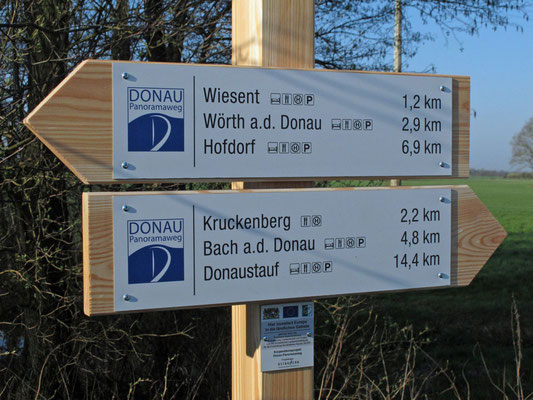 DONAU
Panoramaweg
Wiesent P 1,2 km
Wörth a.d. Donau P 2,9 km
Hofdorf P 6,9 km
DONAU
Panoramaweg
Kruckenberg 2,2 km
Bach a.d. Donau P 4,8 km
Donaustauf P 14,4 km